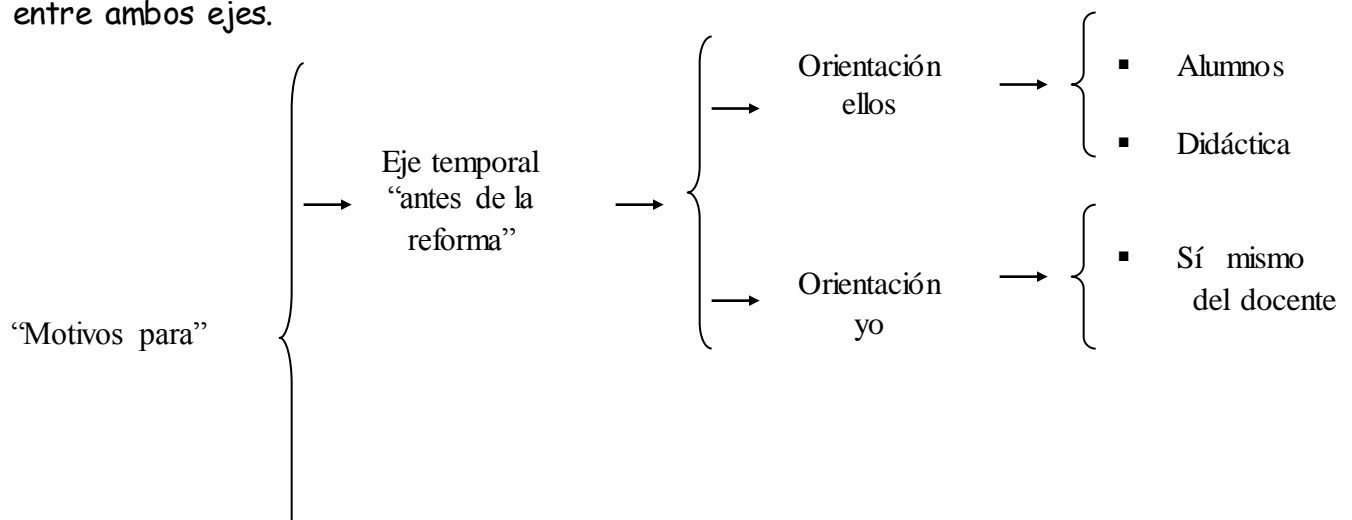 entre ambos ejes.
“Motivos para”
Eje temporal
“antes de la
reforma”
Orientación
ellos
▪ Alumnos
▪ Didáctica
Orientación
yo
▪ Sí mismo
del docente